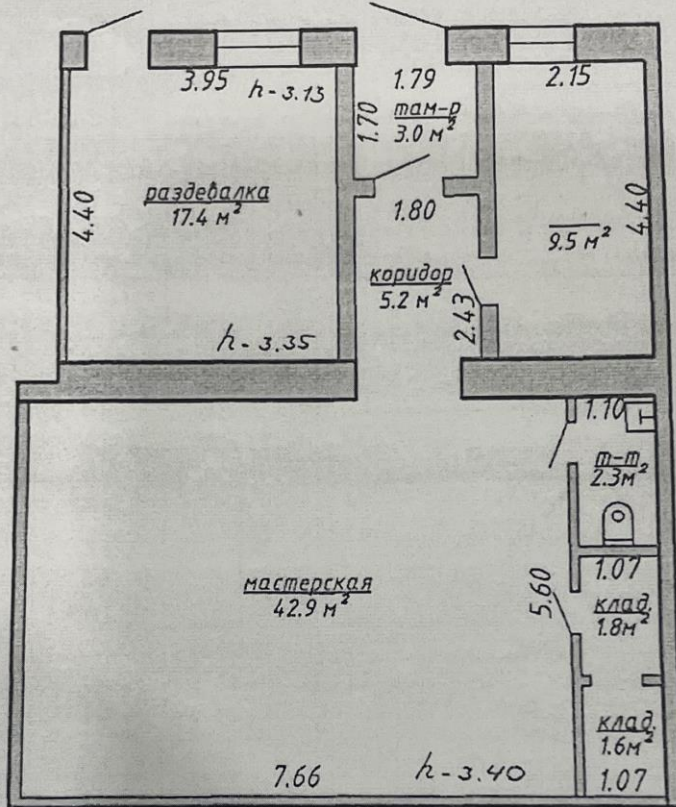 3.95
h-3.13
1.79
2.15
1.70
там-р
3.0 м²
4.40
раздевалка
17.4 м²
1.80
9.5 м²
4.40
коридор
5.2 м²
2.43
h-3.35
1.10
т-т
2.3м²
мастерская
42.9 м²
5.60
1.07
клад.
1.8м²
клад.
1.6м²
7.66
h-3.40
1.07